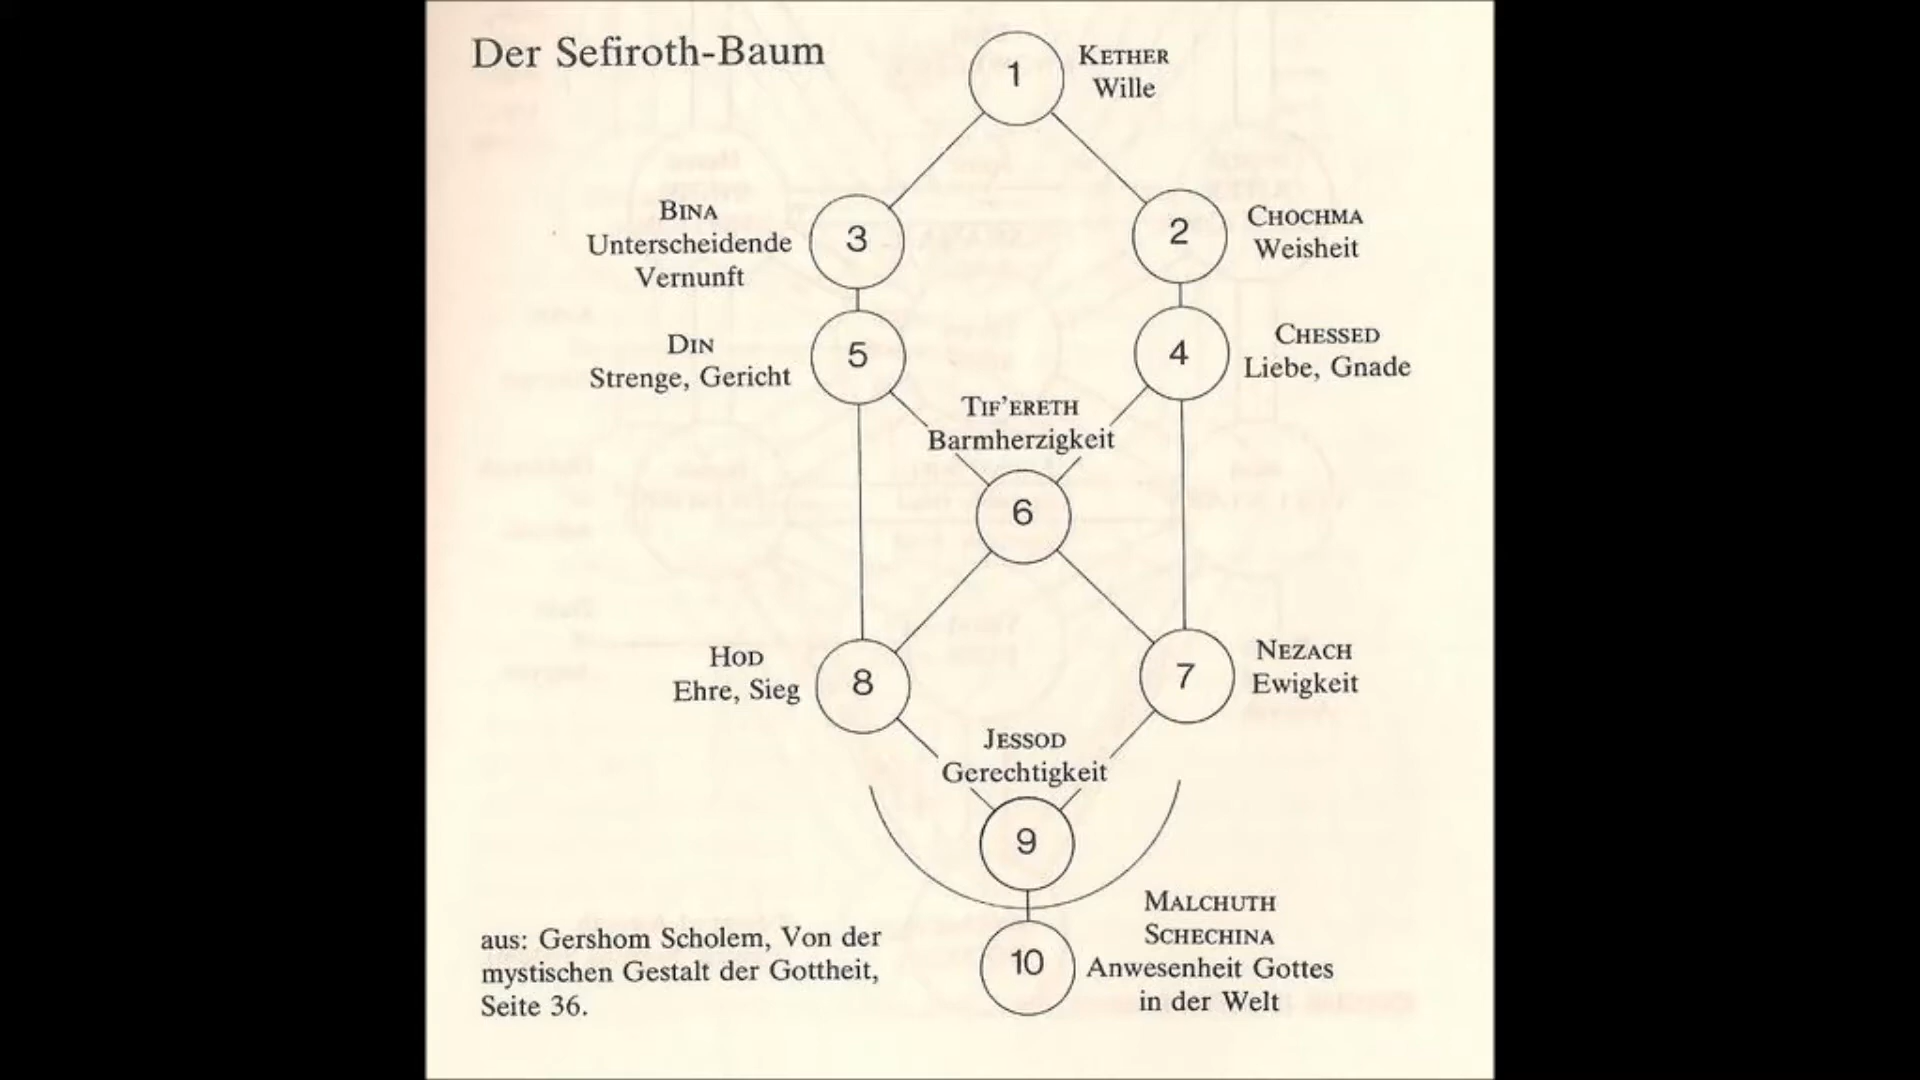 Der Sefiroth-Baum
1
KETHER
Wille
3
BINA
Unterscheidende
Vernunft
2
CHOCHMA
Weisheit
5
DIN
Strenge, Gericht
4
CHESSED
Liebe, Gnade
TIF'ERETH
Barmherzigkeit
6
8
HOD
Ehre, Sieg
7
NEZACH
Ewigkeit
JESSOD
Gerechtigkeit
9
10
MALCHUTH
SCHECHINA
Anwesenheit Gottes
in der Welt
aus: Gershom Scholem, Von der
mystischen Gestalt der Gottheit,
Seite 36.